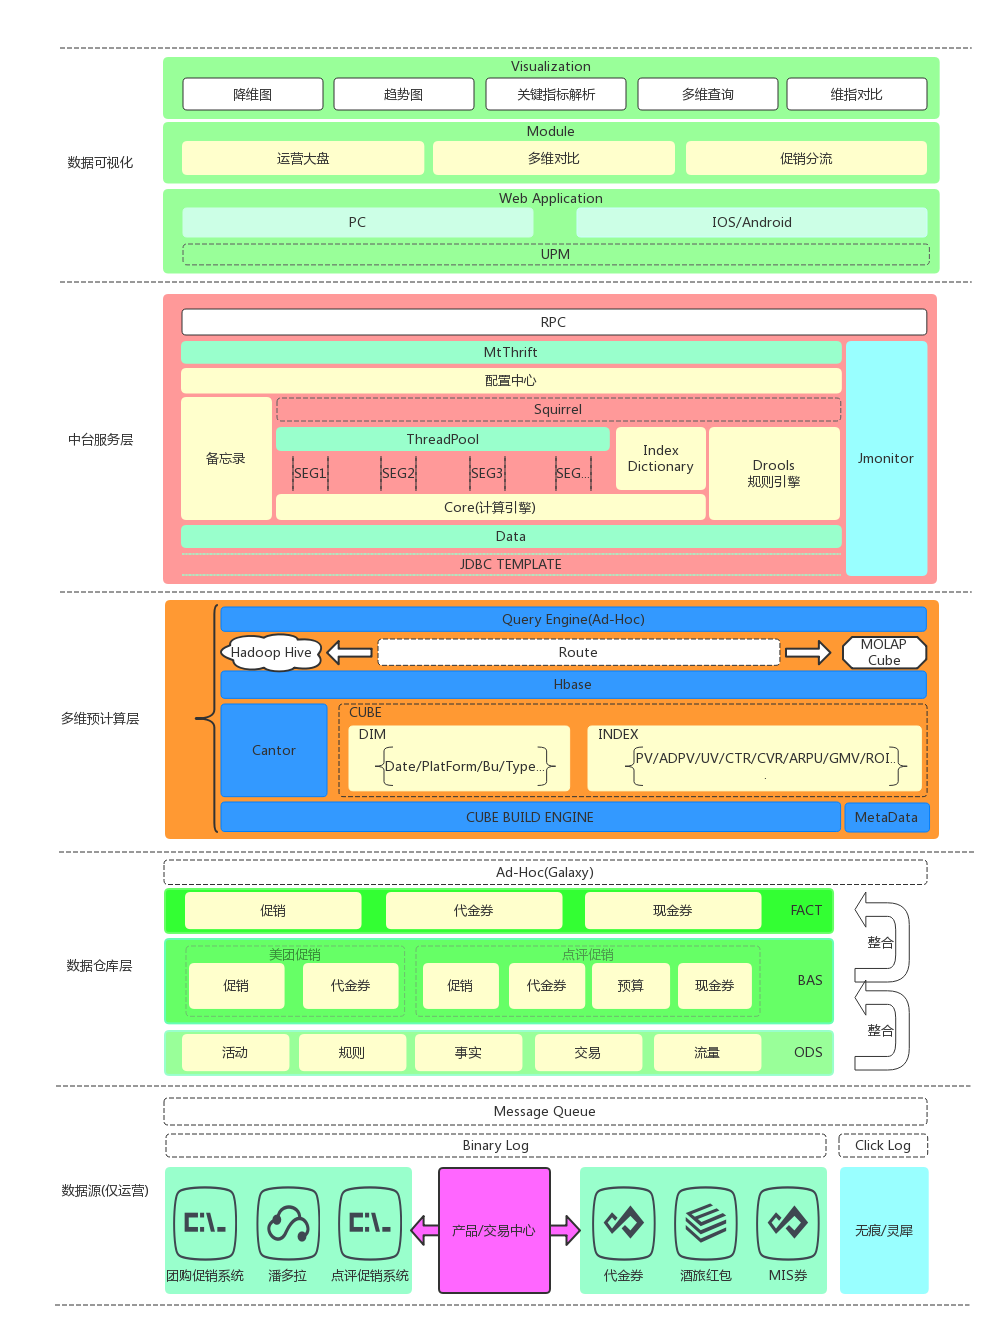 Visualization
降维图
趋势图
关键指标解析
多维查询
维指对比
数据可视化
Module
运营大盘
多维对比
促销分流
Web Application
PC
IOS/Android
UPM
RPC
MtThrift
配置中心
中台服务层
备忘录
Squirrel
ThreadPool
SEG1
SEG2
SEG3
SEG...
Index
Dictionary
Drools
规则引擎
Jmonitor
Core(计算引擎)
Data
JDBC TEMPLATE
Query Engine(Ad-Hoc)
Hadoop Hive
Route
MOLAP
Cube
Hbase
多维预计算层
Cantor
CUBE
DIM
Date/PlatForm/Bu/Type...
INDEX
PV/ADPV/UV/CTR/CVR/ARPU/GMV/ROI..
.
CUBE BUILD ENGINE
MetaData
Ad-Hoc(Galaxy)
促销
代金券
现金券
FACT
整合
数据仓库层
美团促销
促销
代金券
点评促销
促销
代金券
预算
现金券
BAS
整合
活动
规则
事实
交易
流量
ODS
Message Queue
Binary Log
Click Log
数据源(仅运营)
团购促销系统
潘多拉
点评促销系统
产品/交易中心
代金券
酒旅红包
MIS券
无痕/灵犀